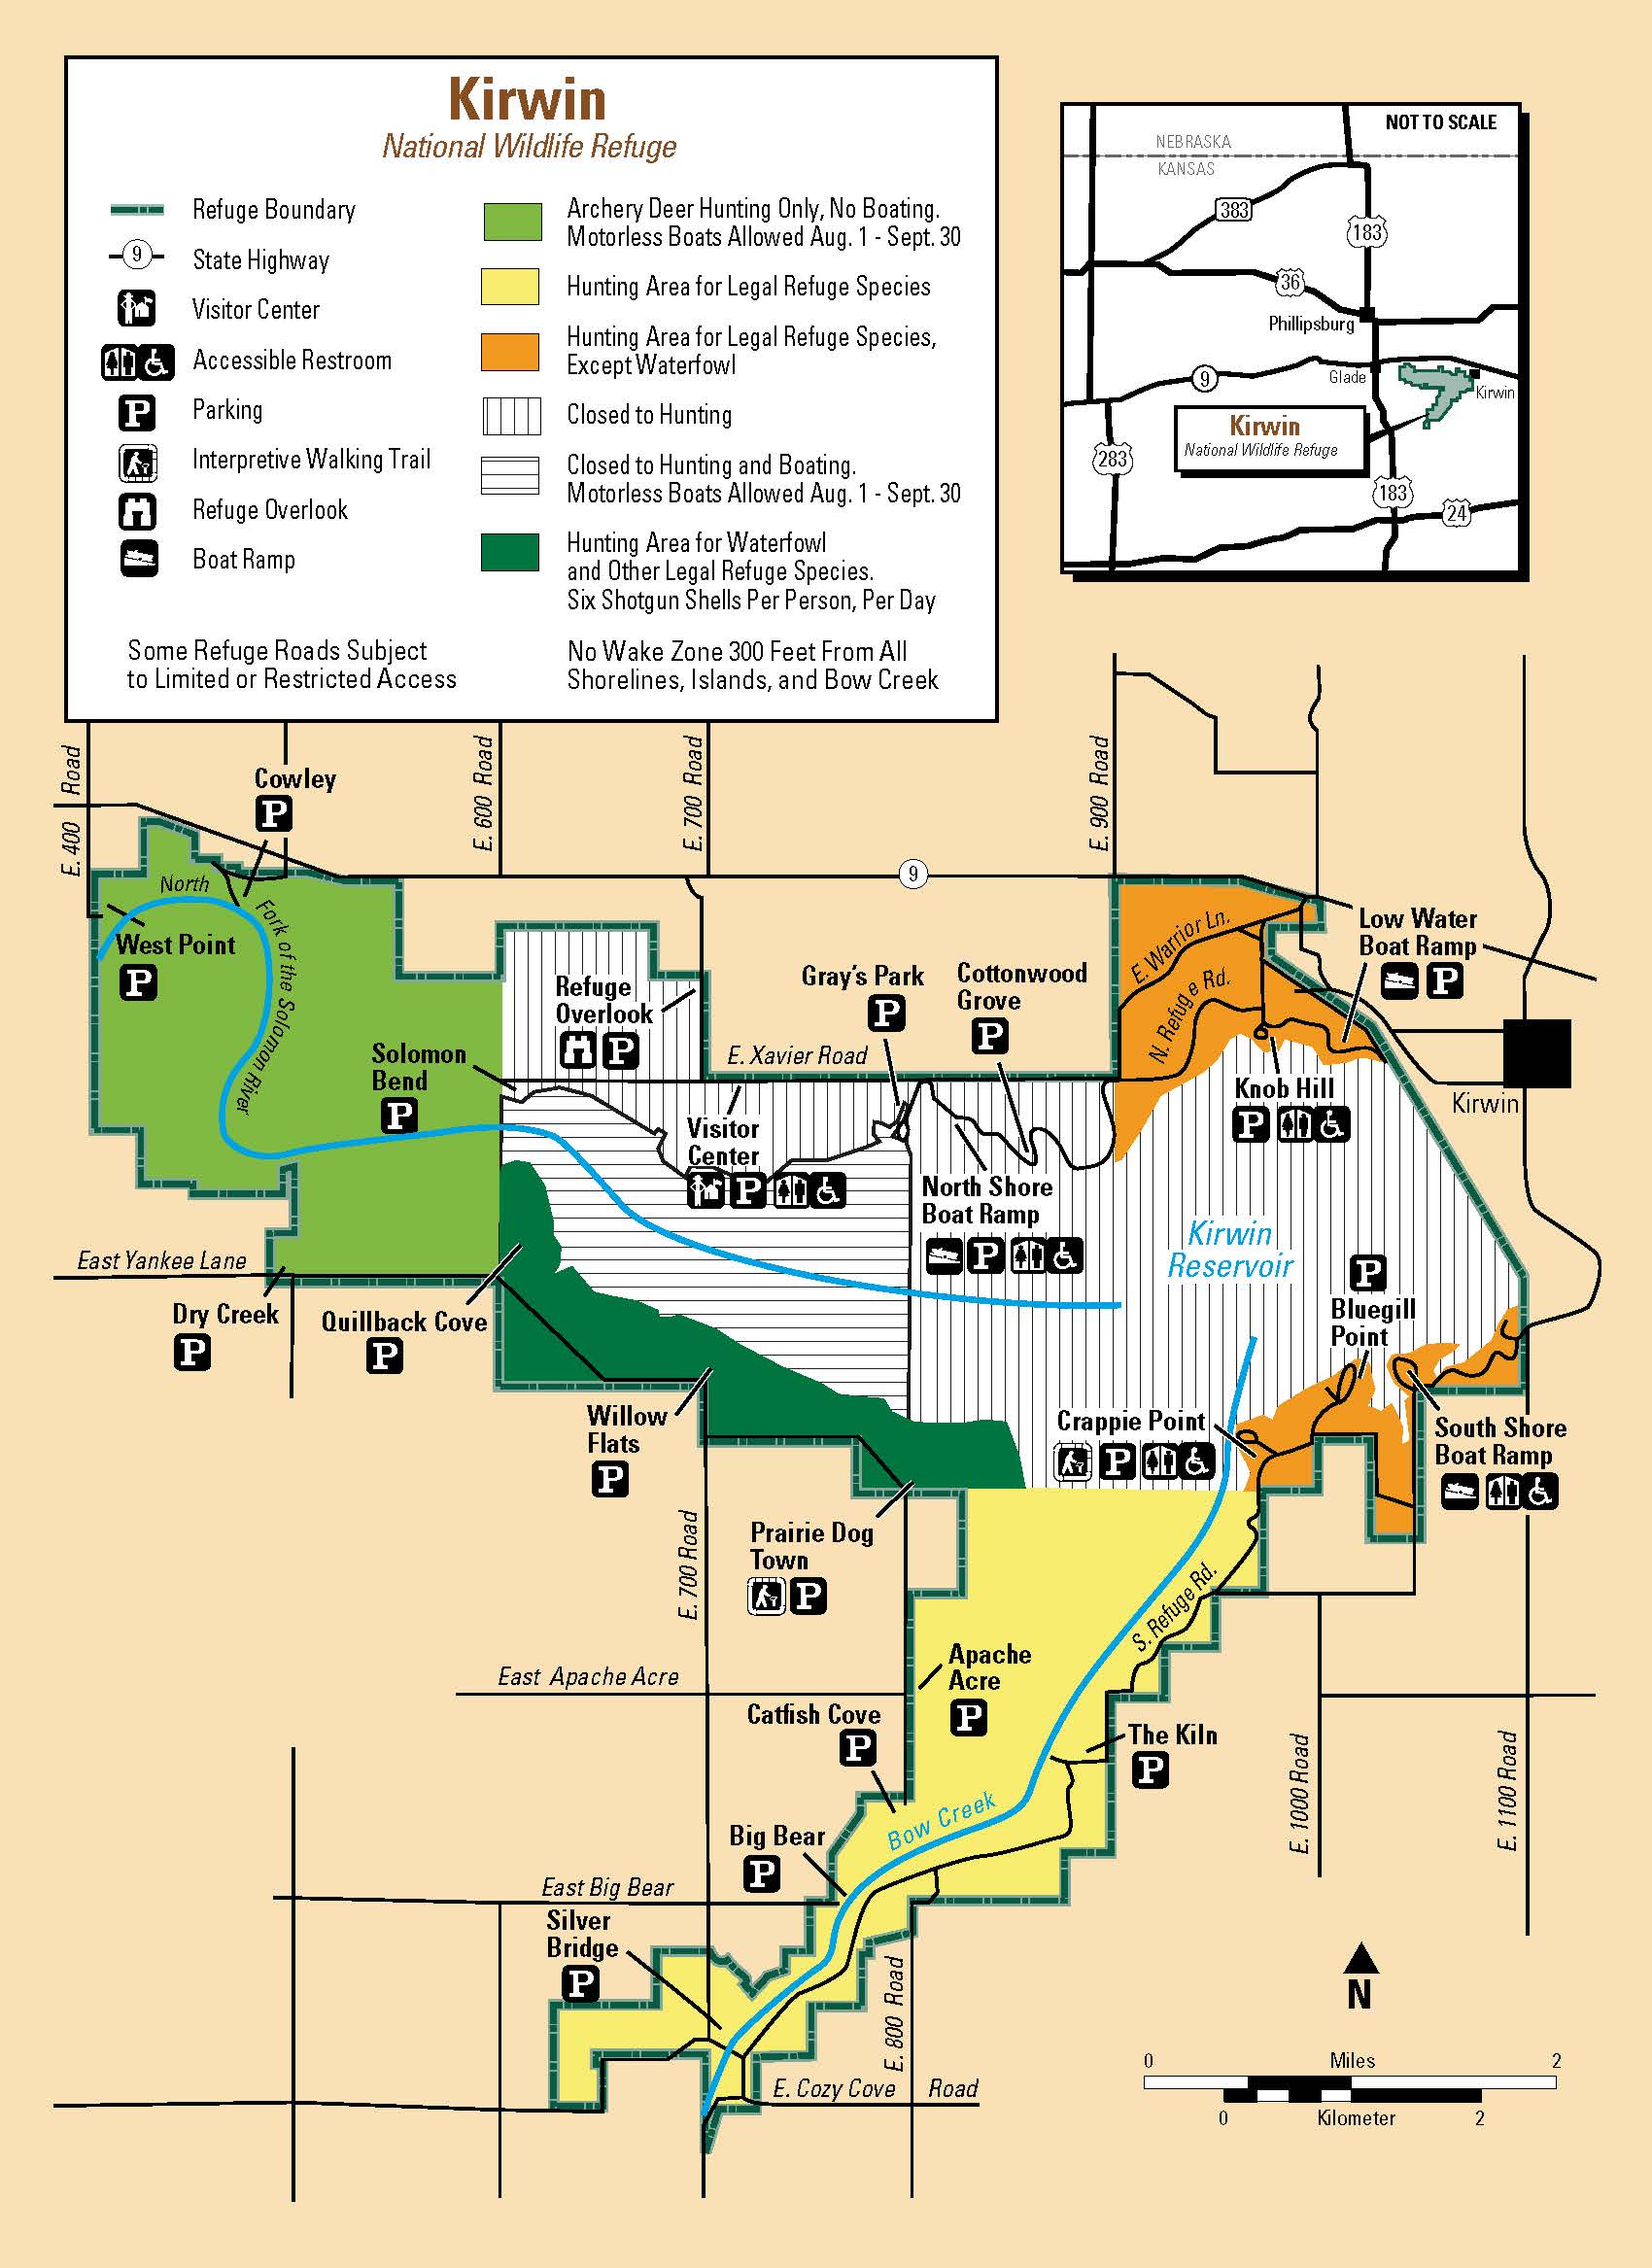 Kirwin
National Wildlife Refuge
Refuge Boundary
9
State Highway
Visitor Center
Accessible Restroom
P
Parking
Interpretive Walking Trail
Refuge Overlook
Boat Ramp
Some Refuge Roads Subject
to Limited or Restricted Access
Archery Deer Hunting Only, No Boating.
Motorless Boats Allowed Aug. 1 - Sept. 30
Hunting Area for Legal Refuge Species
Hunting Area for Legal Refuge Species,
Except Waterfowl
Closed to Hunting
Closed to Hunting and Boating.
Motorless Boats Allowed Aug. 1 - Sept. 30
Hunting Area for Waterfowl
and Other Legal Refuge Species.
Six Shotgun Shells Per Person, Per Day
No Wake Zone 300 Feet From All
Shorelines, Islands, and Bow Creek
NOT TO SCALE
NEBRASKA
KANSAS
383
183
36
Phillipsburg
9
Glade
Kirwin
Kirwin
National Wildlife Refuge
283
183
24
E. 400 Road
E. 600 Road
E. 700 Road
E. 900 Road
Cowley
P
9
North Fork of the Solomon River
West Point
P
Solomon
Bend
P
Refuge
Overlook
P
E. Xavier Road
Gray's Park
P
Cottonwood
Grove
P
E. Warrior Ln.
N. Refuge Rd.
Low Water
Boat Ramp
P
Knob Hill
P
Kirwin
Visitor
Center
P
North Shore
Boat Ramp
P
Kirwin
Reservoir
P
Bluegill
Point
East Yankee Lane
Dry Creek
P
Quillback Cove
P
Willow
Flats
P
Crappie Point
P
South Shore
Boat Ramp
Prairie Dog
Town
P
E. 700 Road
S. Refuge Rd.
East Apache Acre
Apache
Acre
P
Catfish Cove
P
The Kiln
P
E. 1000 Road
E. 1100 Road
Bow Creek
Big Bear
P
East Big Bear
Silver
Bridge
P
E. 800 Road
E. Cozy Cove Road
N
0 Miles 2
0 Kilometer 2